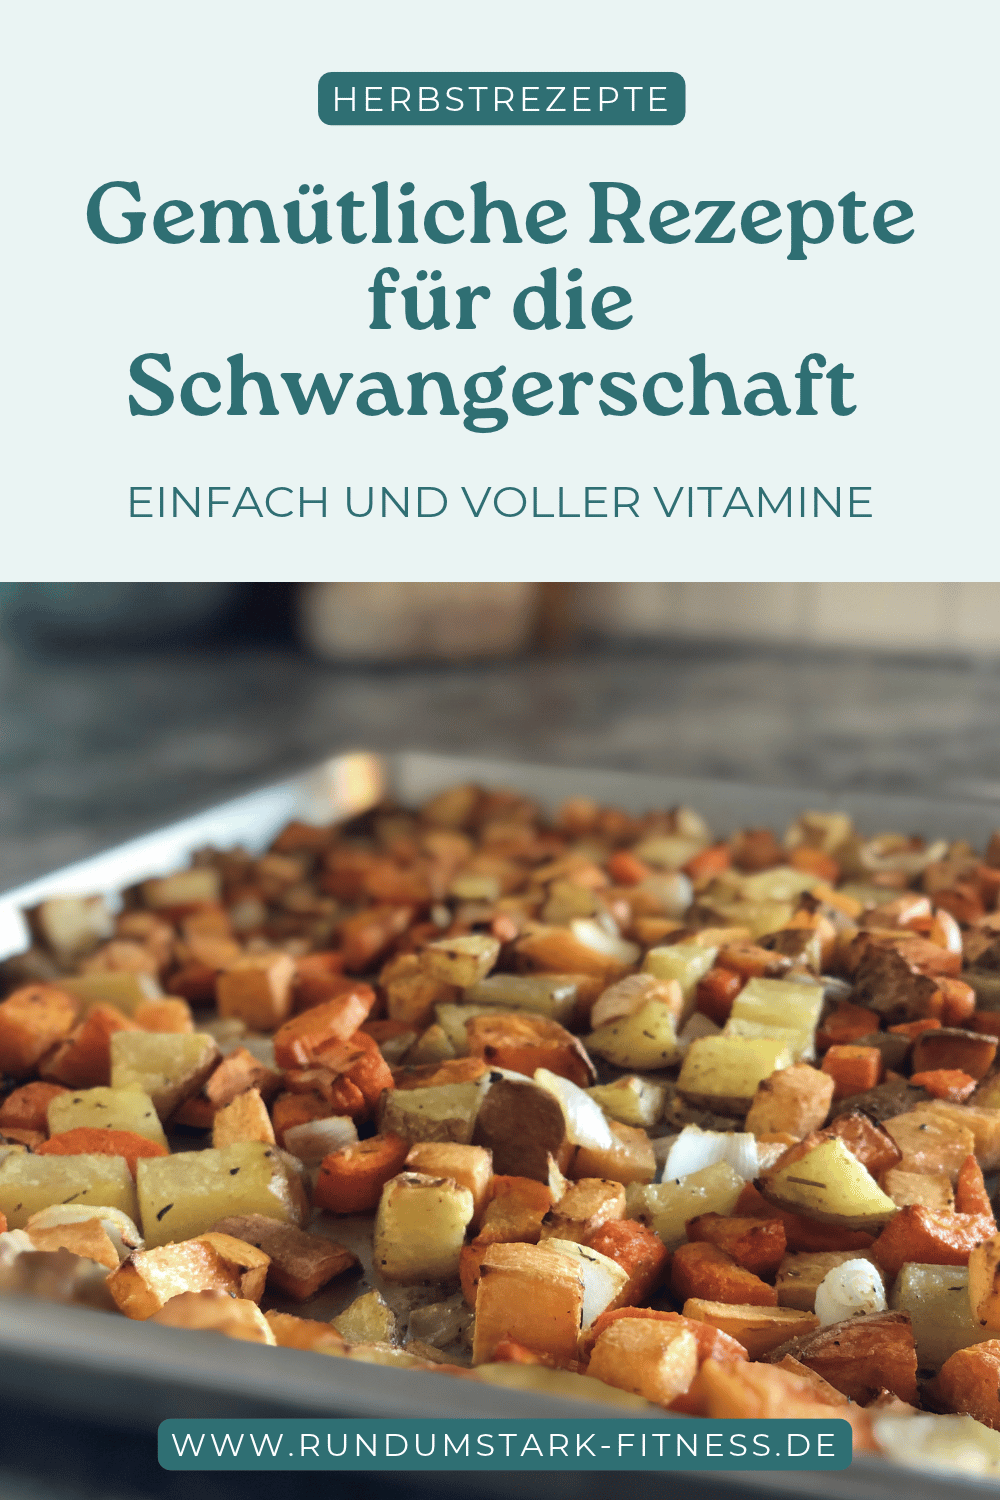 HERBSTREZEPTE
Gemütliche Rezepte
für die
Schwangerschaft
EINFACH UND VOLLER VITAMINE
WWW.RUNDUMSTARK-FITNESS.DE